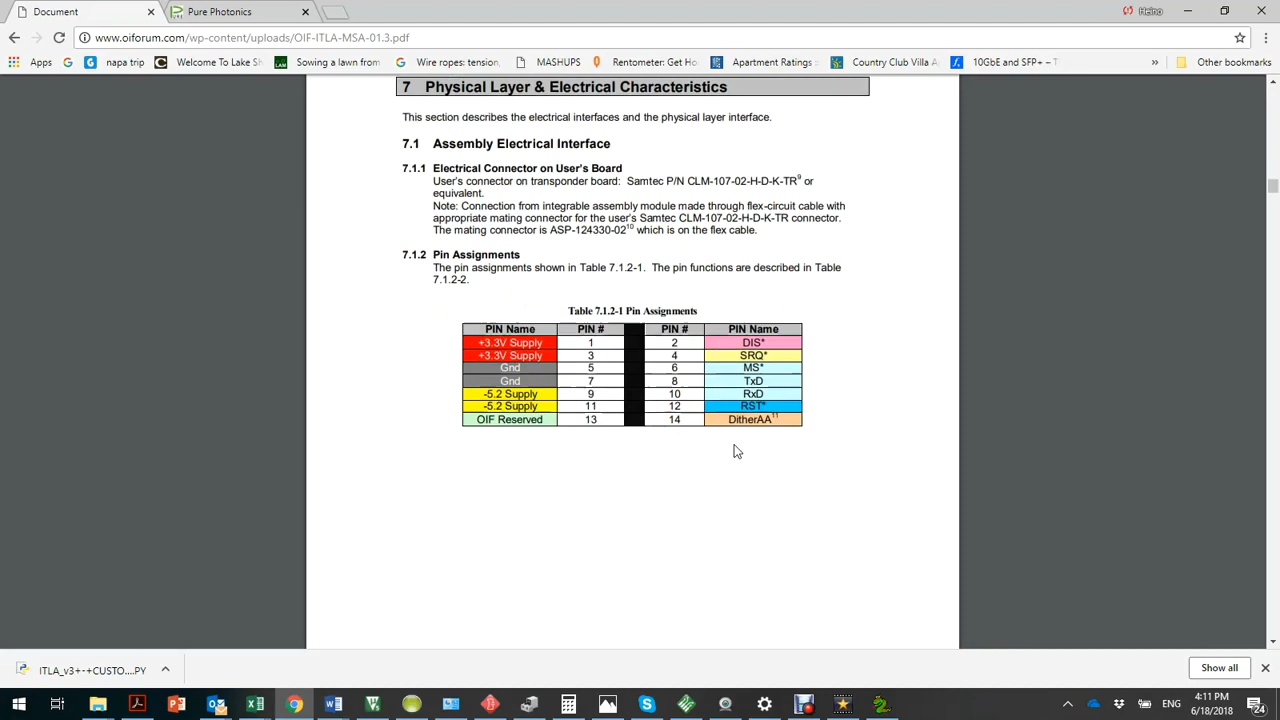 Document
Pure Photonics
Heino
www.oiforum.com/wp-content/uploads/OIF-ITLA-MSA-01.3.pdf
Apps
napa trip
Welcome To Lake Sh
Sowing a lawn from
Wire ropes: tension,
MASHUPS
Rentometer: Get Ho
Apartment Ratings
Country Club Villa A
10GbE and SFP+ – T
»
Other bookmarks
7 Physical Layer & Electrical Characteristics
This section describes the electrical interfaces and the physical layer interface.
7.1 Assembly Electrical Interface
7.1.1 Electrical Connector on User's Board
User's connector on transponder board: Samtec P/N CLM-107-02-H-D-K-TR9 or
equivalent.
Note: Connection from integrable assembly module made through flex-circuit cable with
appropriate mating connector for the user's Samtec CLM-107-02-H-D-K-TR connector.
The mating connector is ASP-124330-0210 which is on the flex cable.
7.1.2 Pin Assignments
The pin assignments shown in Table 7.1.2-1. The pin functions are described in Table
7.1.2-2.
Table 7.1.2-1 Pin Assignments
PIN Name PIN # PIN # PIN Name
+3.3V Supply 1 2 DIS*
+3.3V Supply 3 4 SRQ*
Gnd 5 6 MS*
Gnd 7 8 TxD
-5.2 Supply 9 10 RxD
-5.2 Supply 11 12 RST*
OIF Reserved 13 14 DitherAA11
ITLA_v3+-+CUSTO....PY
Show all
ENG
4:11 PM
6/18/2018
24